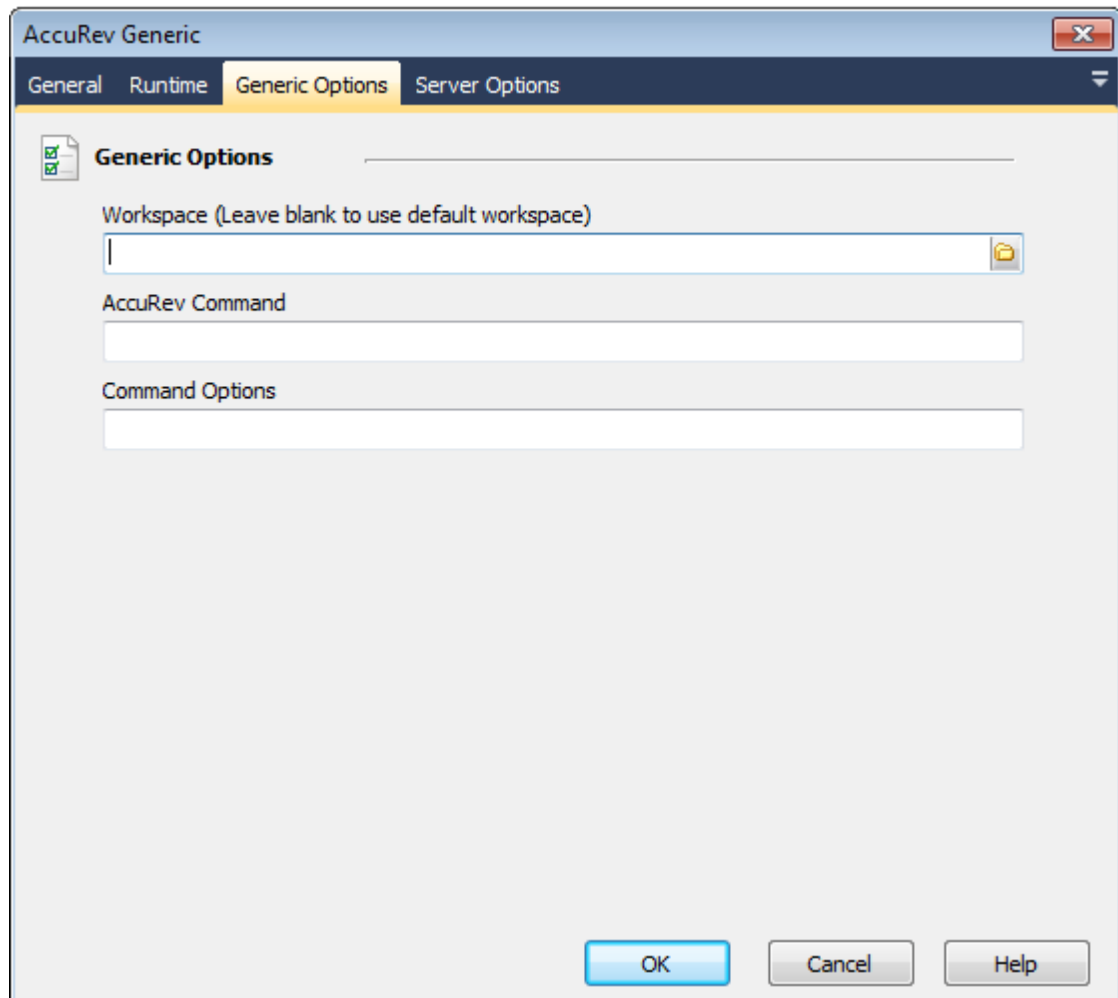 AccuRev Generic
General Runtime Generic Options Server Options
Generic Options
Workspace (Leave blank to use default workspace)
AccuRev Command
Command Options
OK Cancel Help